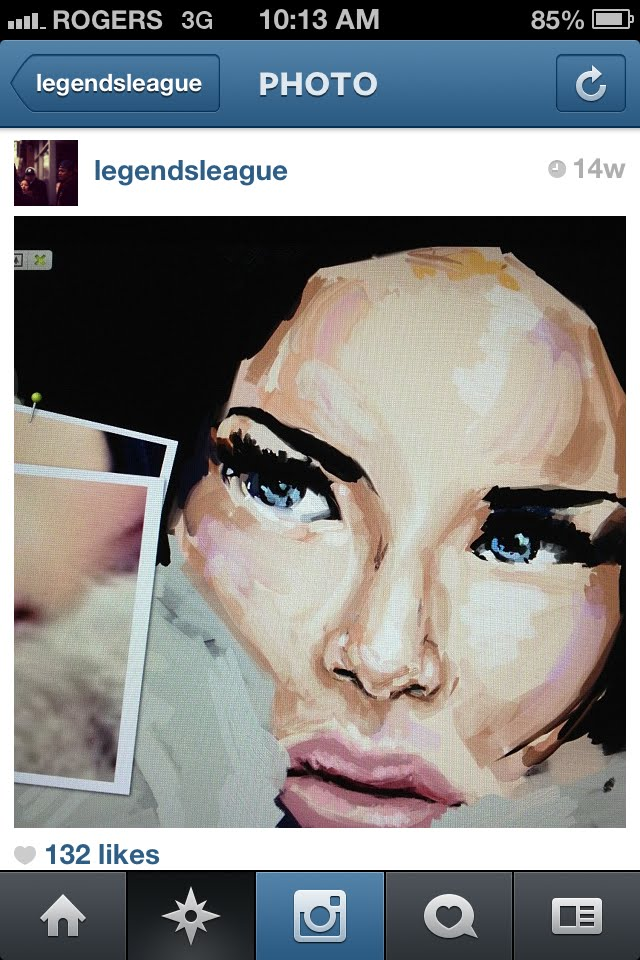 ROGERS 3G 10:13 AM 85%
legendsleague PHOTO
legendsleague 14w
132 likes